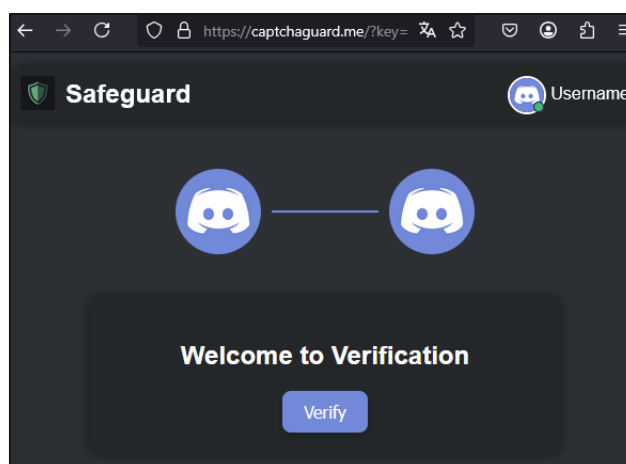 https://captchaguard.me/?key=
Safeguard
Username
Welcome to Verification
Verify